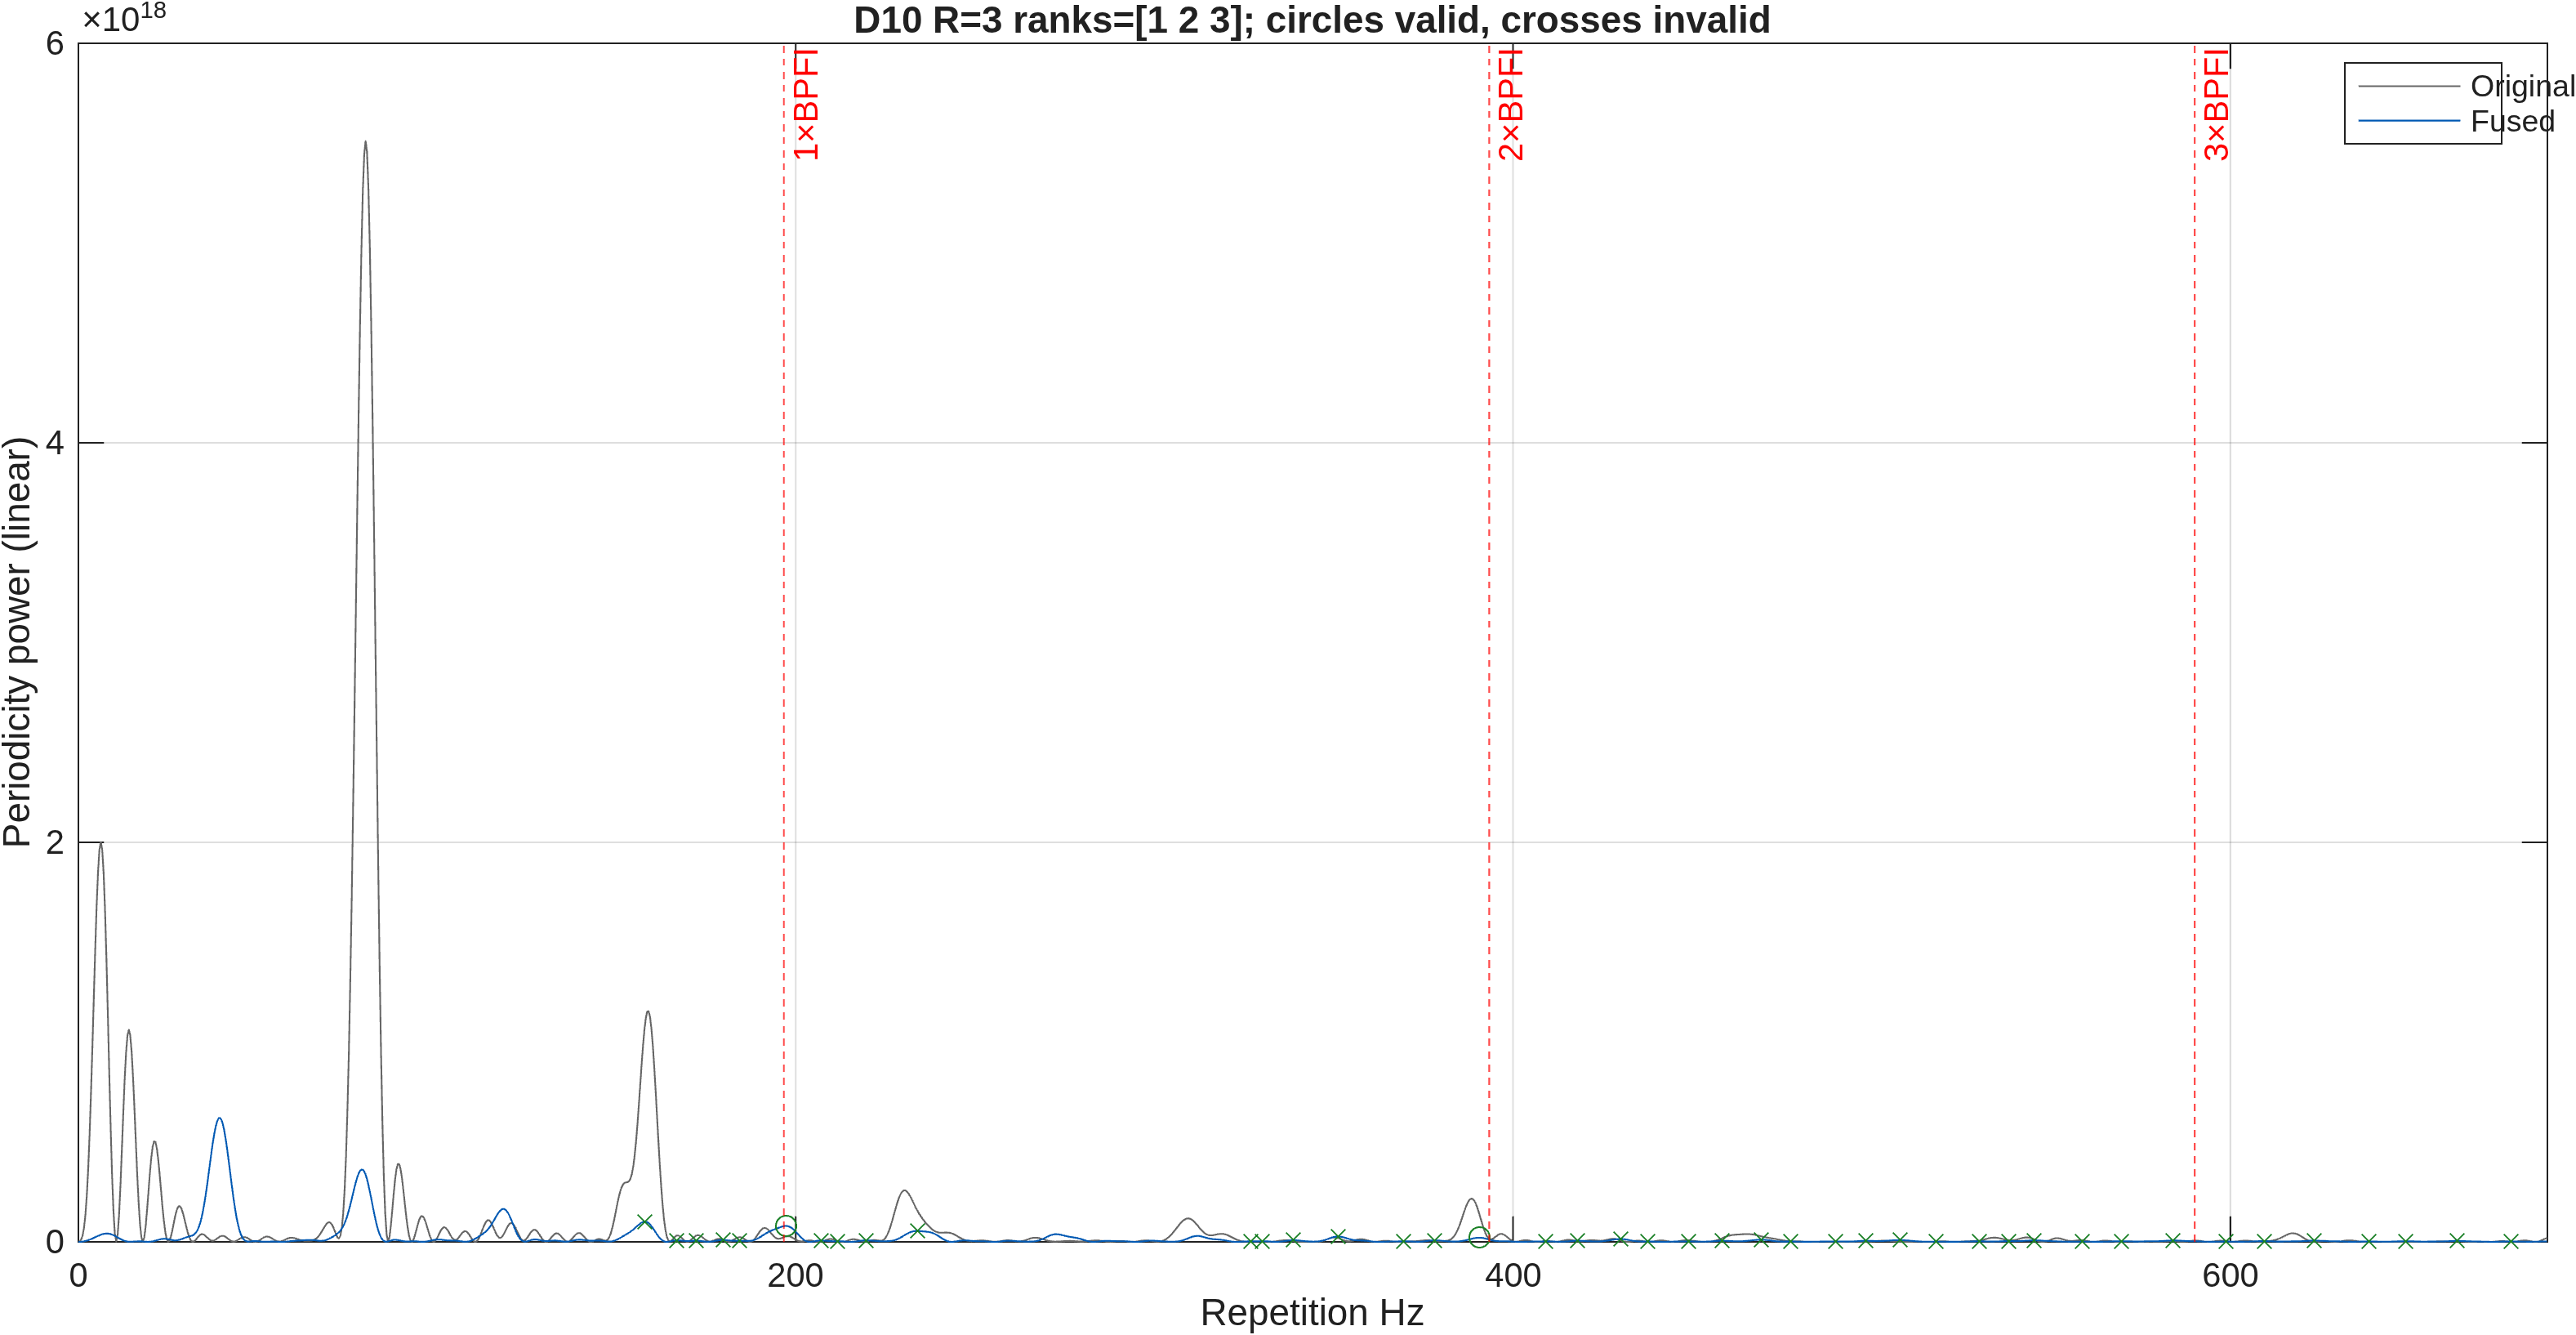 ×10^18
D10 R=3 ranks=[1 2 3]; circles valid, crosses invalid
6
4
2
0
Periodicity power (linear)
1×BPFI
2×BPFI
3×BPFI
Original
Fused
0
200
400
600
Repetition Hz